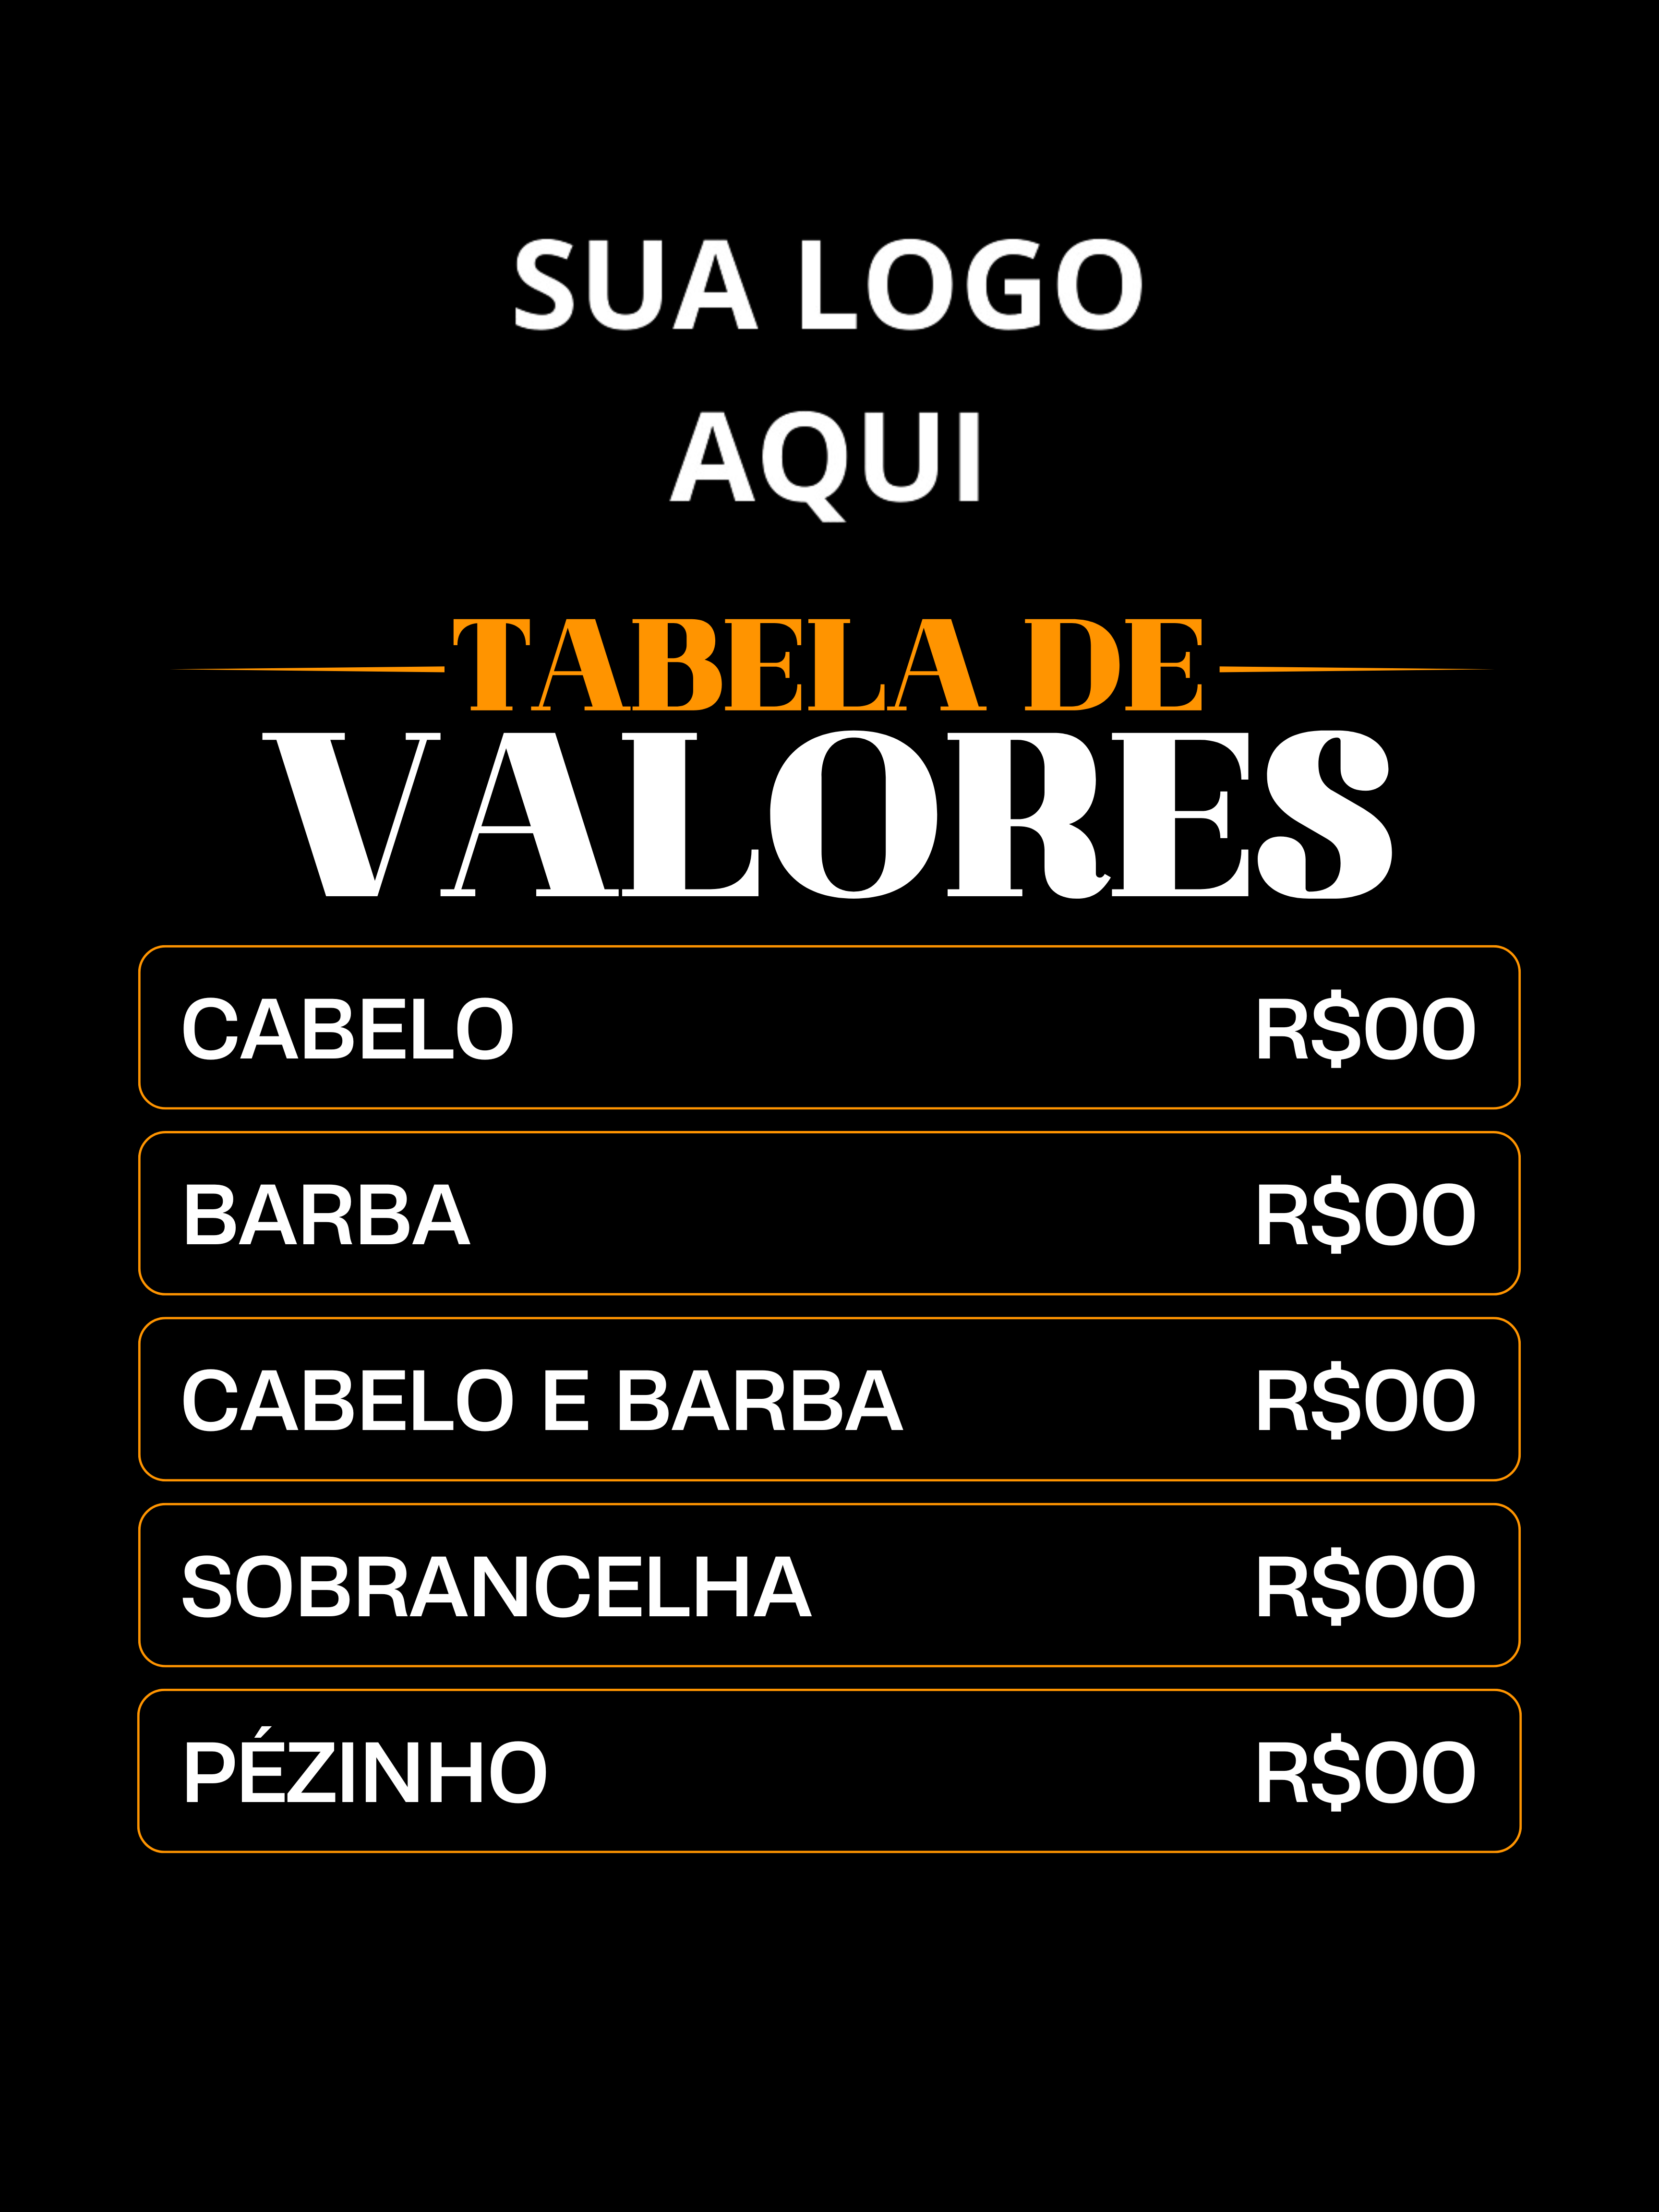 SUA LOGO
AQUI
TABELA DE
VALORES
CABELO R$00
BARBA R$00
CABELO E BARBA R$00
SOBRANCELHA R$00
PÉZINHO R$00